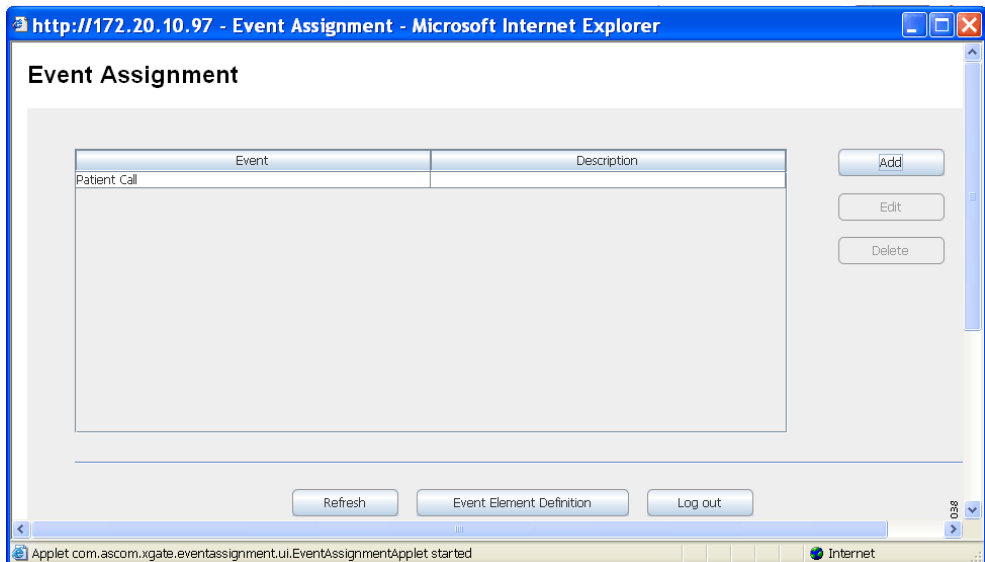 http://172.20.10.97 - Event Assignment - Microsoft Internet Explorer
Event Assignment
Event Description
Patient Call
Add
Edit
Delete
Refresh Event Element Definition Log out
038
Applet com.ascom.xgate.eventassignment.ui.EventAssignmentApplet started Internet